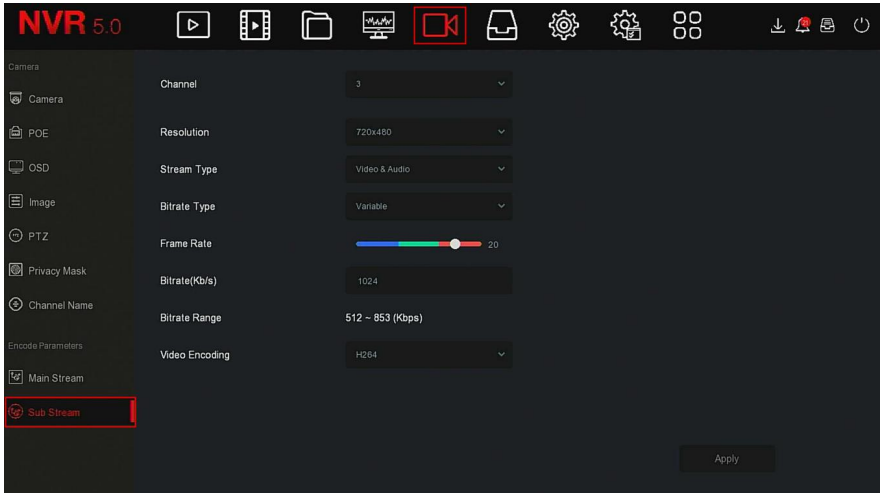 NVR 5.0
21
Camera
Camera
POE
OSD
Image
PTZ
Privacy Mask
Channel Name
Encode Parameters
Main Stream
Sub Stream
Channel 3
Resolution 720x480
Stream Type Video & Audio
Bitrate Type Variable
Frame Rate 20
Bitrate(Kb/s) 1024
Bitrate Range 512 ~ 853 (Kbps)
Video Encoding H264
Apply